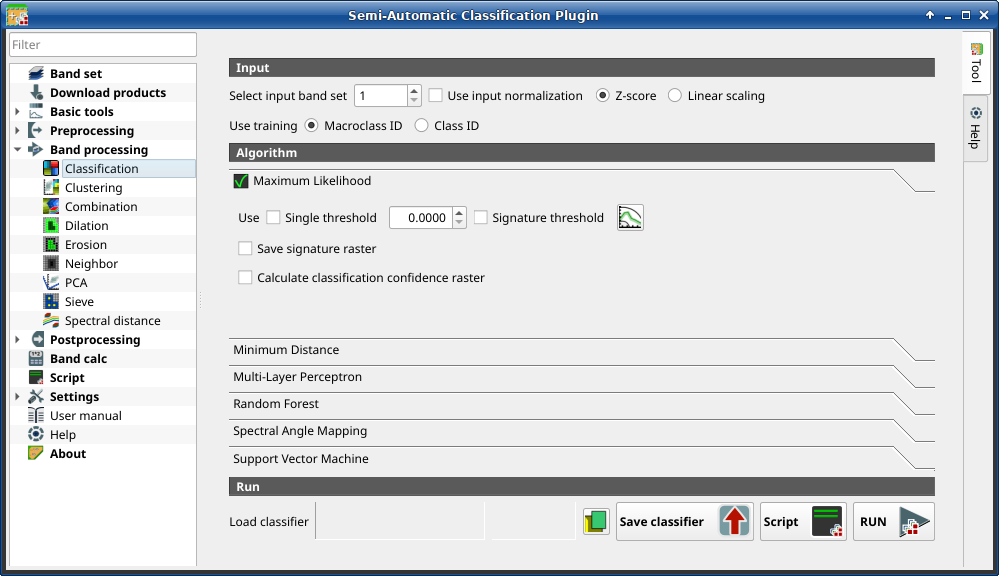 Semi-Automatic Classification Plugin
Filter
Band set
Download products
Basic tools
Preprocessing
Band processing
Classification
Clustering
Combination
Dilation
Erosion
Neighbor
PCA
Sieve
Spectral distance
Postprocessing
Band calc
Script
Settings
User manual
Help
About
Input
Select input band set 1 Use input normalization Z-score Linear scaling
Use training Macroclass ID Class ID
Algorithm
Maximum Likelihood
Use Single threshold 0.0000 Signature threshold
Save signature raster
Calculate classification confidence raster
Minimum Distance
Multi-Layer Perceptron
Random Forest
Spectral Angle Mapping
Support Vector Machine
Run
Load classifier Save classifier Script RUN
Tool
Help